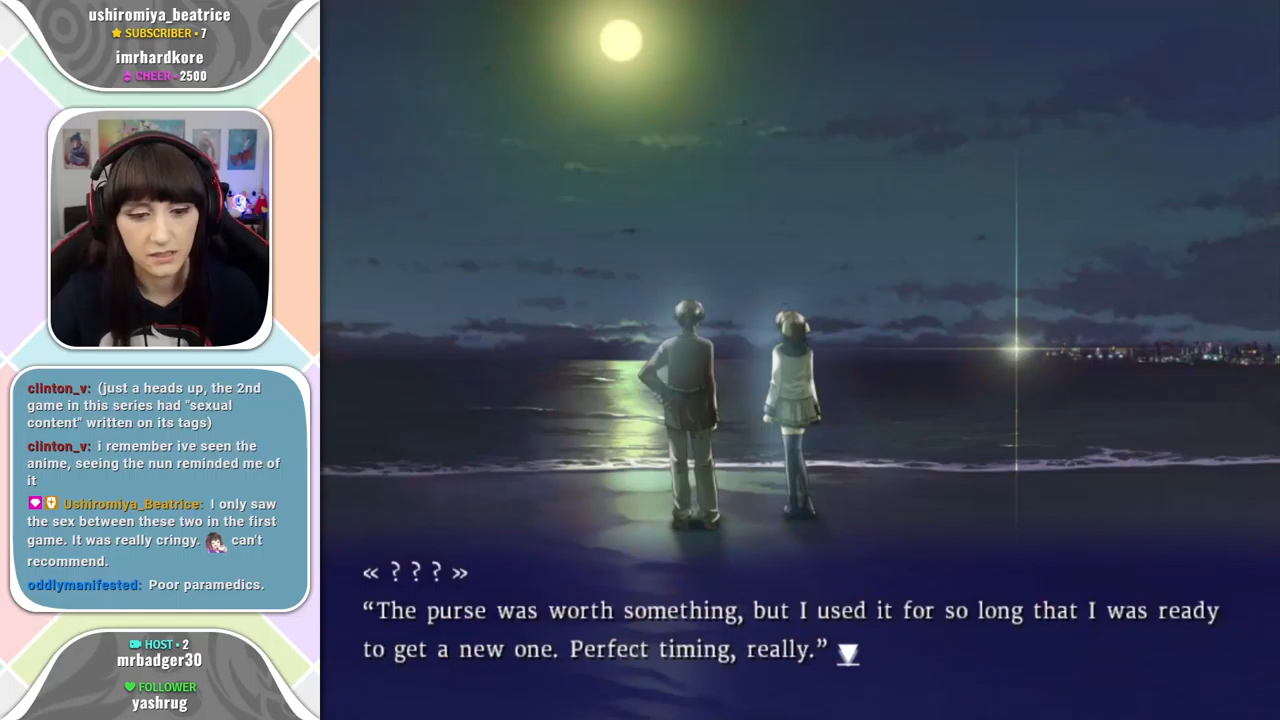 ushiromiya_beatrice
SUBSCRIBER • 7
imrhardkore
CHEER • 2500
clinton_v: (just a heads up, the 2nd
game in this series had "sexual
content" written on its tags)
clinton_v: i remember ive seen the
anime, seeing the nun reminded me of
it
Ushiromiya_Beatrice: I only saw
the sex between these two in the first
game. It was really cringy. can't
recommend.
oddlymanifested: Poor paramedics.
HOST • 2
mrbadger30
FOLLOWER
yashrug
« ? ? ? »
“The purse was worth something, but I used it for so long that I was ready
to get a new one. Perfect timing, really.”